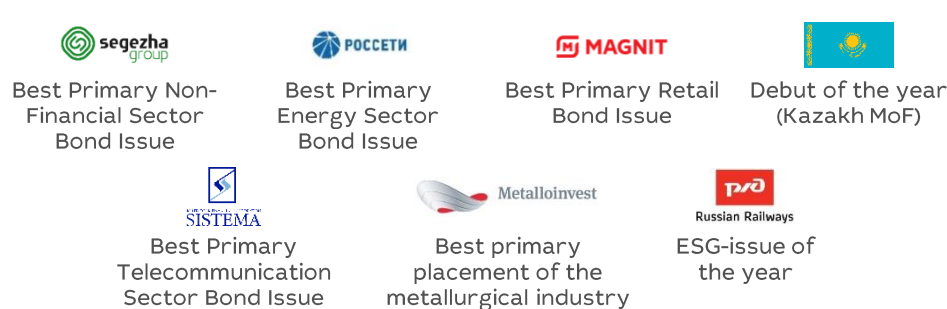 segezha
group
РОССЕТИ
MAGNIT
Best Primary Non-
Financial Sector
Bond Issue
Best Primary
Energy Sector
Bond Issue
Best Primary Retail
Bond Issue
Debut of the year
(Kazakh MoF)
SISTEMA
Metalloinvest
pzd
Russian Railways
Best Primary
Telecommunication
Sector Bond Issue
Best primary
placement of the
metallurgical industry
ESG-issue of
the year